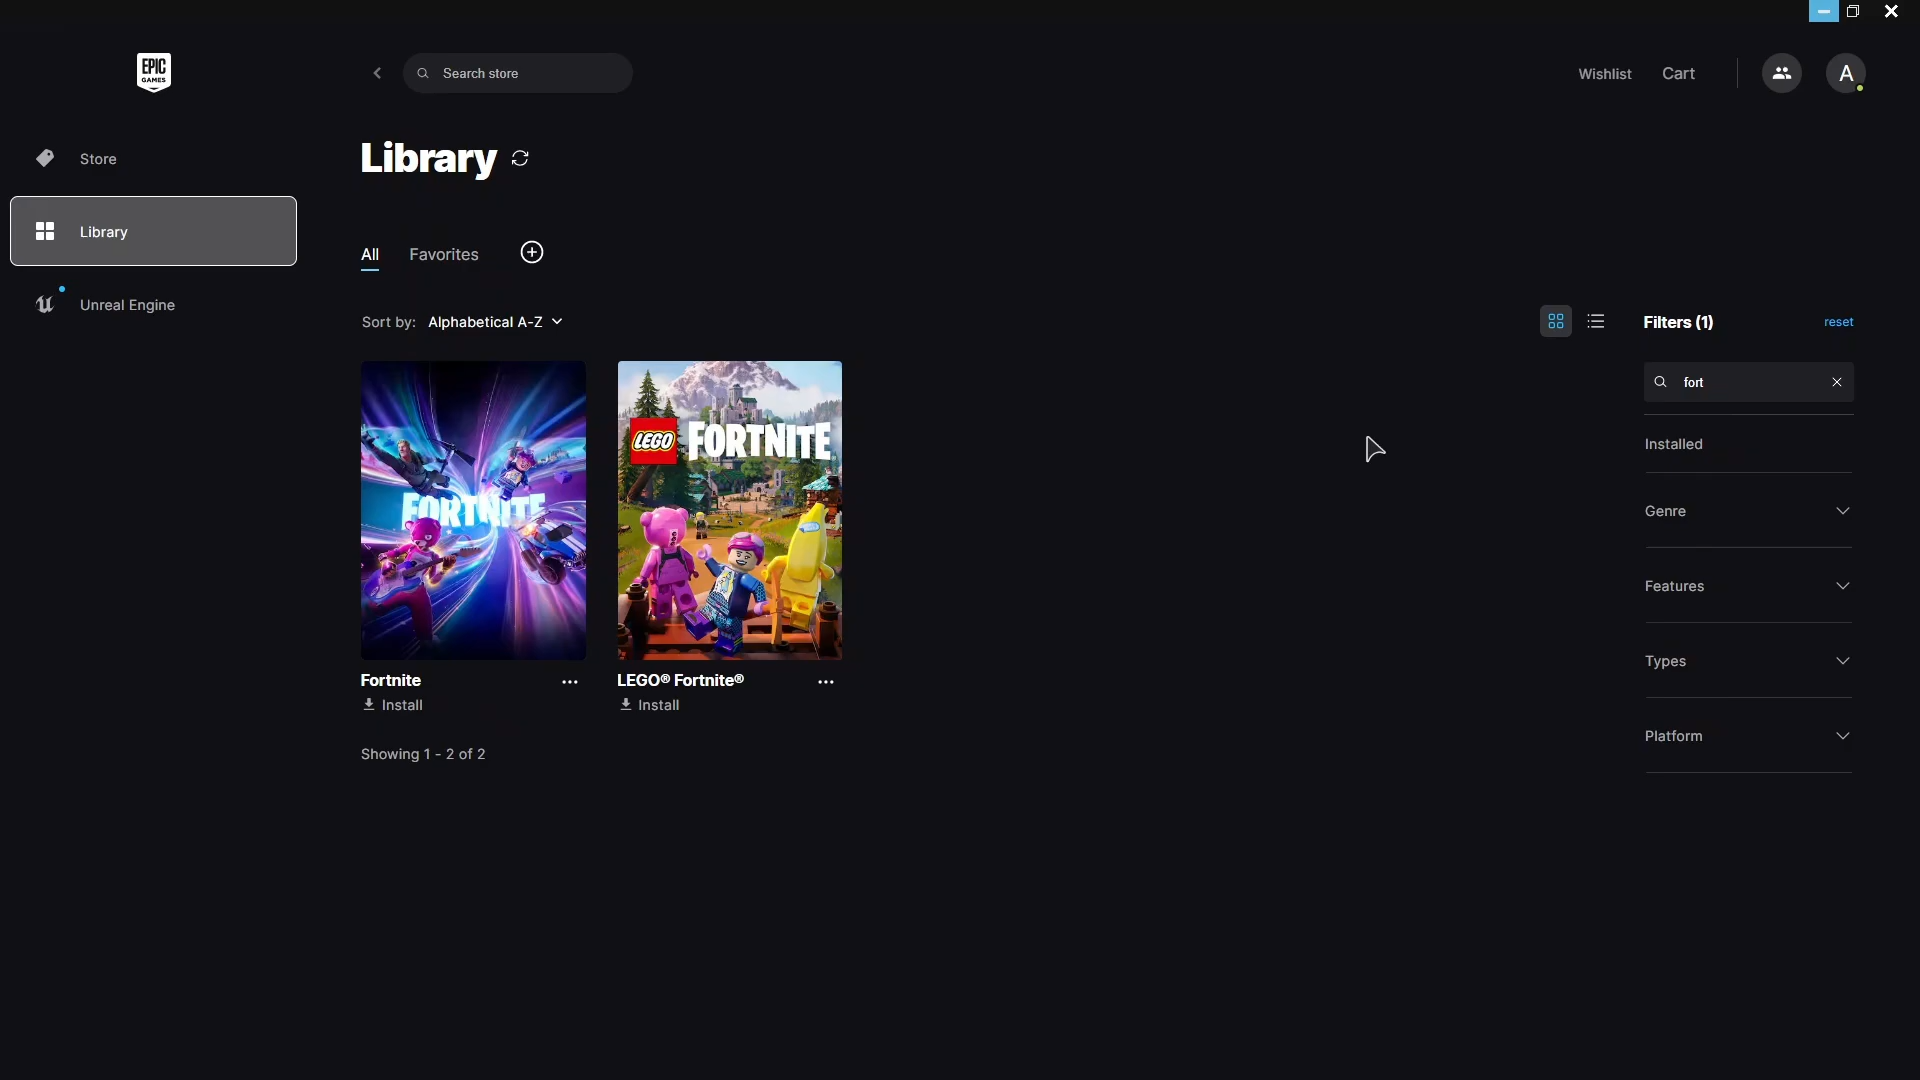 EPIC
GAMES
Search store
Wishlist
Cart
A
Store
Library
Unreal Engine
Library
All
Favorites
Sort by:
Alphabetical A-Z
Filters (1)
reset
fort
Installed
Genre
Features
Types
Platform
FORTNITE
LEGO FORTNITE
Fortnite
Install
LEGO® Fortnite®
Install
Showing 1 - 2 of 2